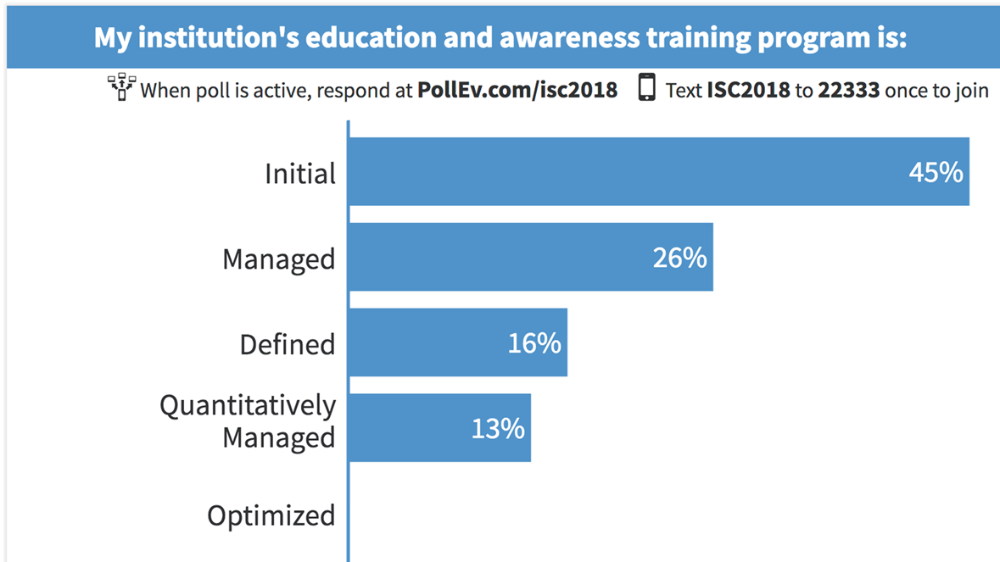 My institution's education and awareness training program is:
When poll is active, respond at PollEv.com/isc2018 Text ISC2018 to 22333 once to join
Initial 45%
Managed 26%
Defined 16%
Quantitatively
Managed 13%
Optimized